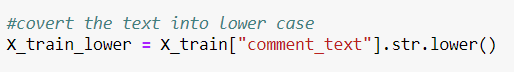 #covert the text into lower case
X_train_lower = X_train["comment_text"].str.lower()